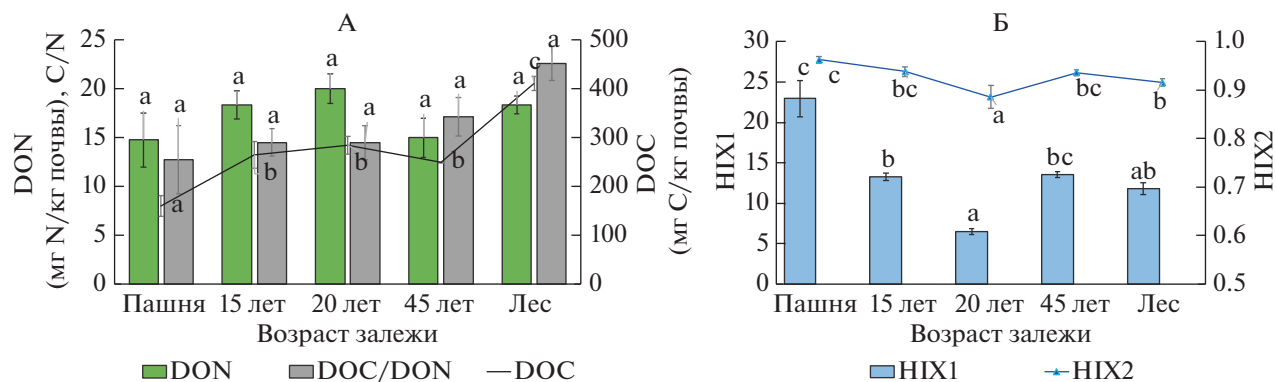 А
DON
(мг N/кг почвы), C/N
25
20
15
10
5
0
a
a
a
a
a
a
a
a
a
a
a
b
b
b
c
500
400
300
200
100
0
DOC
(мг C/кг почвы)
Пашня 15 лет 20 лет 45 лет Лес
Возраст залежи
DON DOC/DON DOC
Б
HIX1
30
25
20
15
10
5
0
c
c
b
bc
a
a
bc
bc
ab
b
1.0
0.9
0.8
0.7
0.6
0.5
HIX2
Пашня 15 лет 20 лет 45 лет Лес
Возраст залежи
HIX1 HIX2